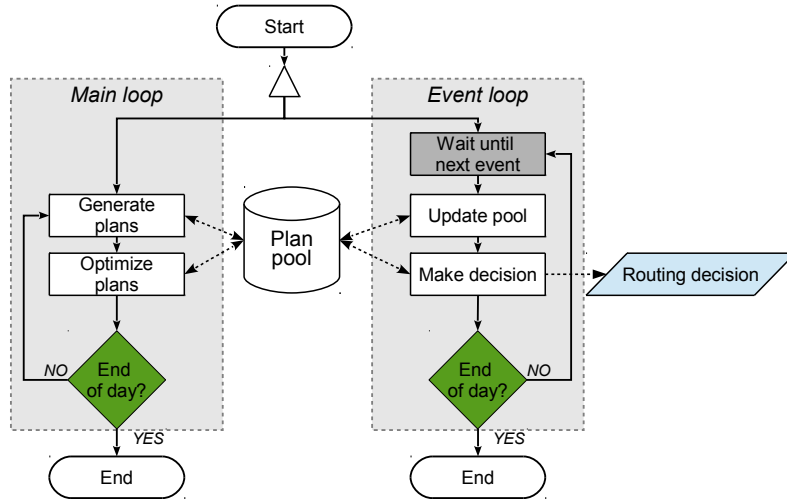 Start
Main loop
Generate
plans
Optimize
plans
End
of day?
NO
YES
End
Plan
pool
Event loop
Wait until
next event
Update pool
Make decision
Routing decision
End
of day?
NO
YES
End